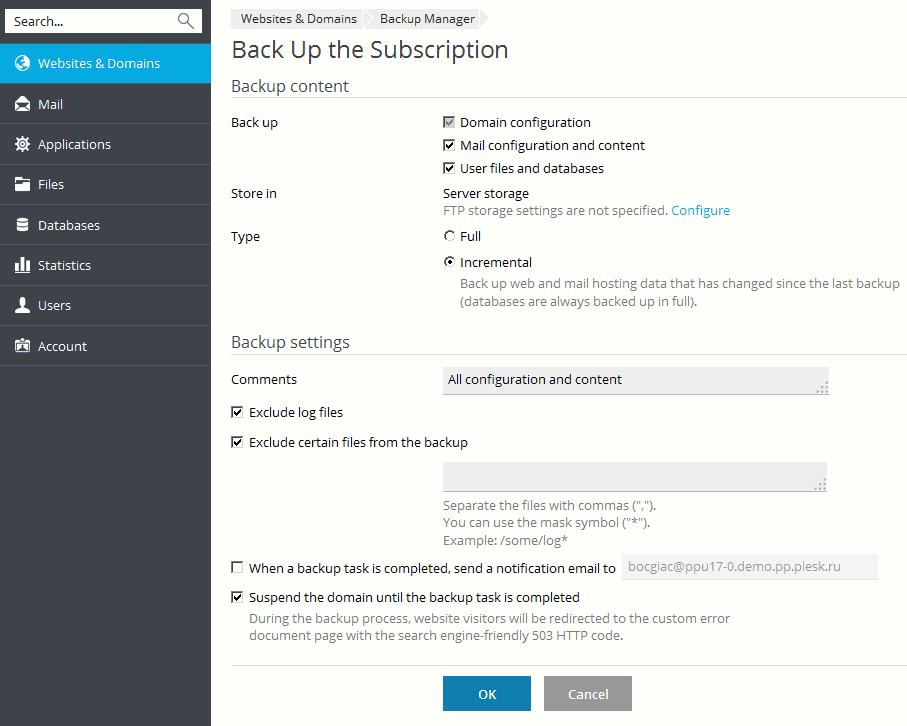 Search...
Websites & Domains
Mail
Applications
Files
Databases
Statistics
Users
Account
Websites & Domains Backup Manager
Back Up the Subscription
Backup content
Back up
Domain configuration
Mail configuration and content
User files and databases
Store in
Server storage
FTP storage settings are not specified. Configure
Type
Full
Incremental
Back up web and mail hosting data that has changed since the last backup
(databases are always backed up in full).
Backup settings
Comments
All configuration and content
Exclude log files
Exclude certain files from the backup
Separate the files with commas (",").
You can use the mask symbol ("*").
Example: /some/log*
When a backup task is completed, send a notification email to bocgiac@ppu17-0.demo.pp.plesk.ru
Suspend the domain until the backup task is completed
During the backup process, website visitors will be redirected to the custom error
document page with the search engine-friendly 503 HTTP code.
OK Cancel